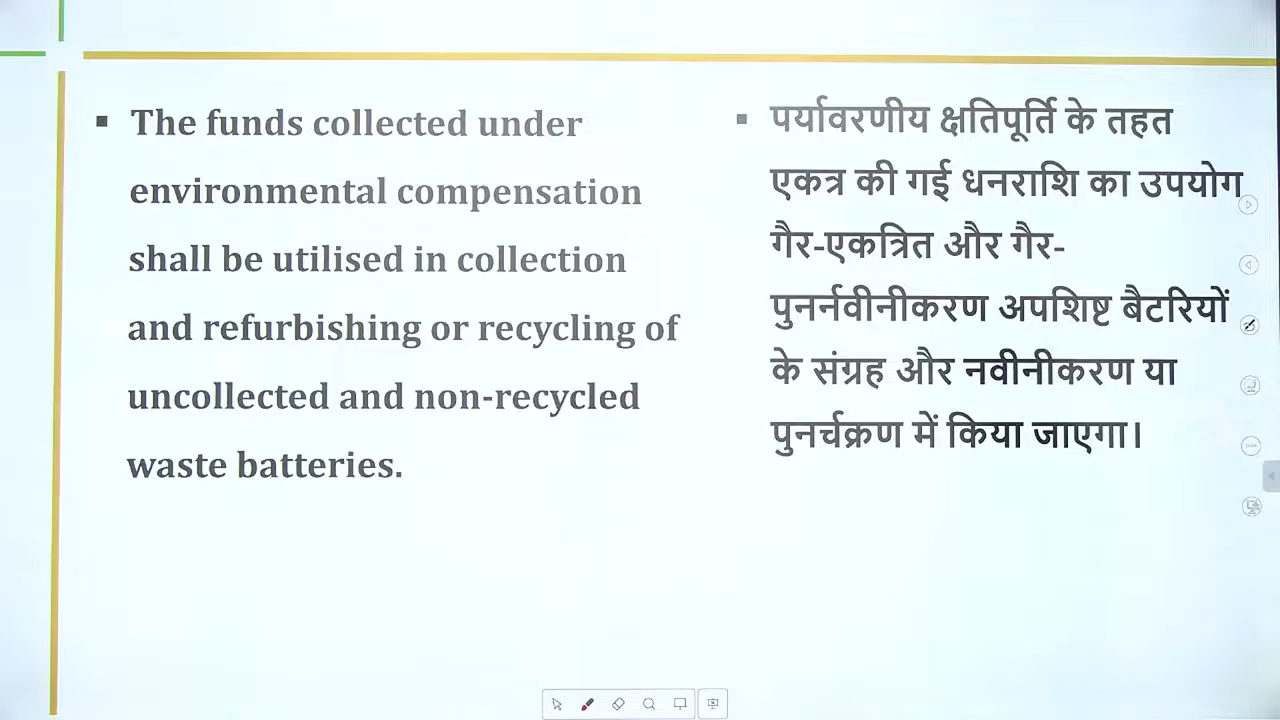 ▪ The funds collected under
environmental compensation
shall be utilised in collection
and refurbishing or recycling of
uncollected and non-recycled
waste batteries.
▪ पर्यावरणीय क्षतिपूर्ति के तहत
एकत्र की गई धनराशि का उपयोग
गैर-एकत्रित और गैर-
पुनर्नवीनीकरण अपशिष्ट बैटरियों
के संग्रह और नवीनीकरण या
पुनर्चक्रण में किया जाएगा।